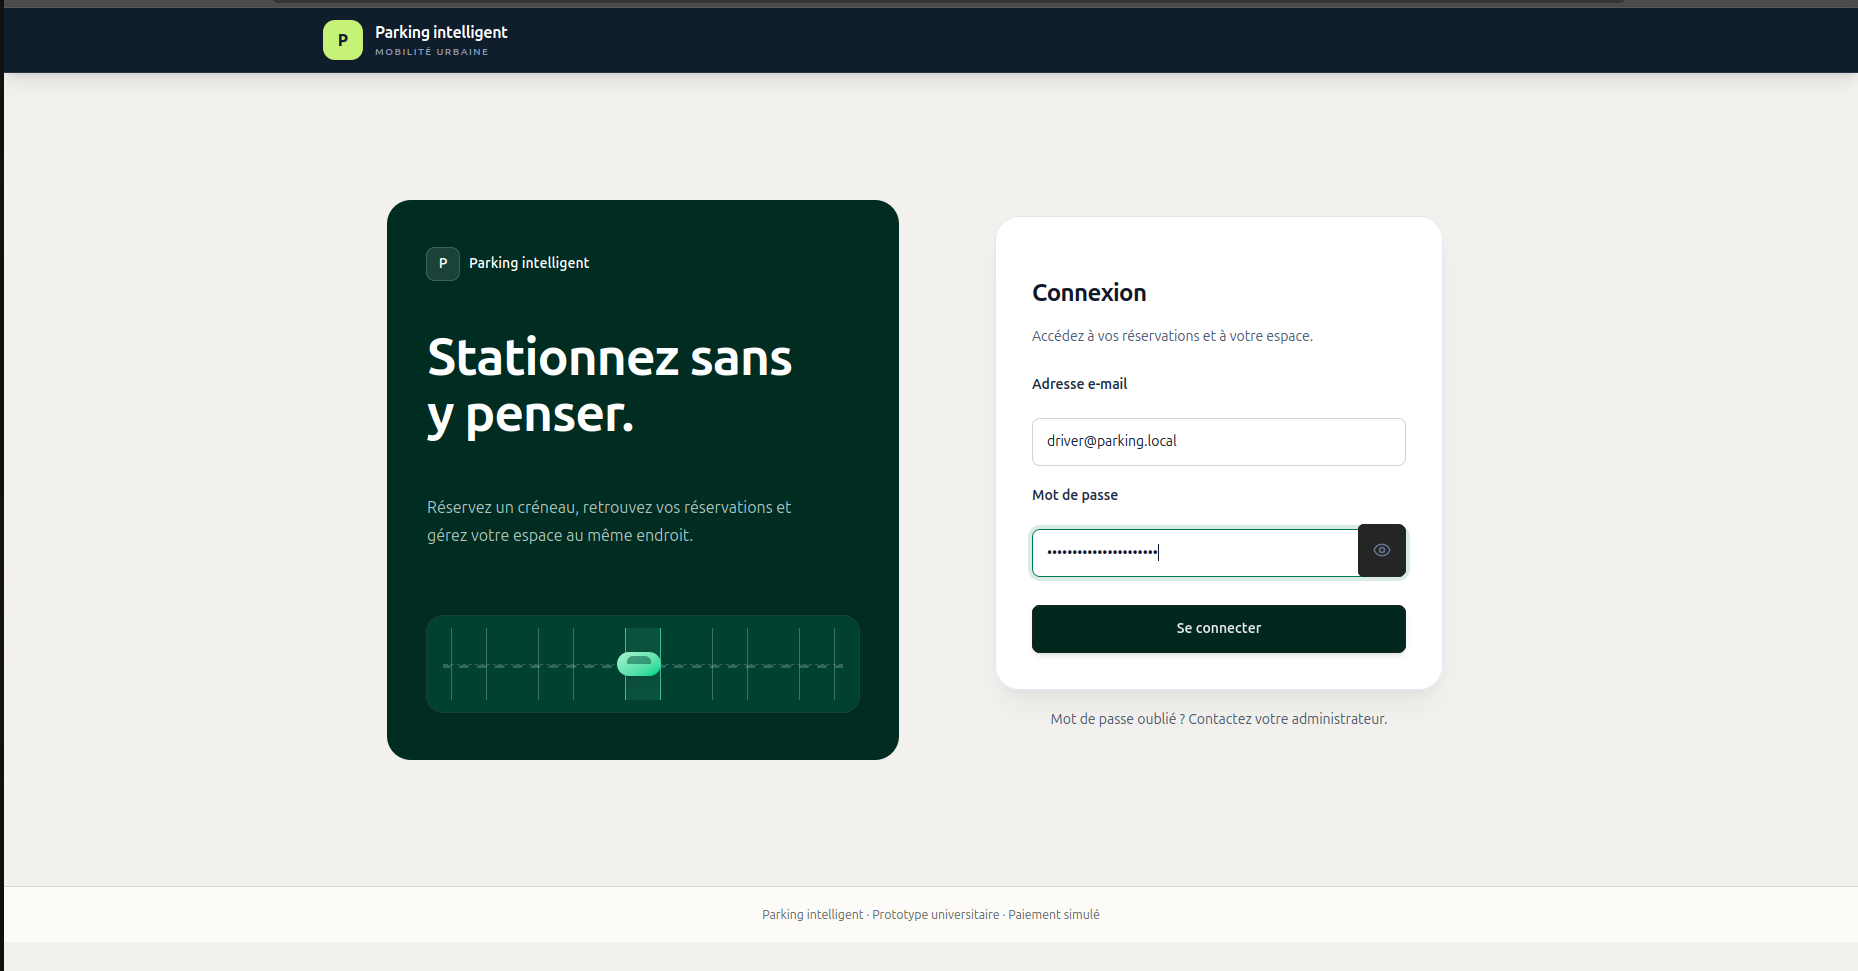 P
Parking intelligent
MOBILITÉ URBAINE
P
Parking intelligent
Stationnez sans
y penser.
Réservez un créneau, retrouvez vos réservations et
gérez votre espace au même endroit.
Connexion
Accédez à vos réservations et à votre espace.
Adresse e-mail
driver@parking.local
Mot de passe
••••••••••••••••••••••
Se connecter
Mot de passe oublié ? Contactez votre administrateur.
Parking intelligent · Prototype universitaire · Paiement simulé